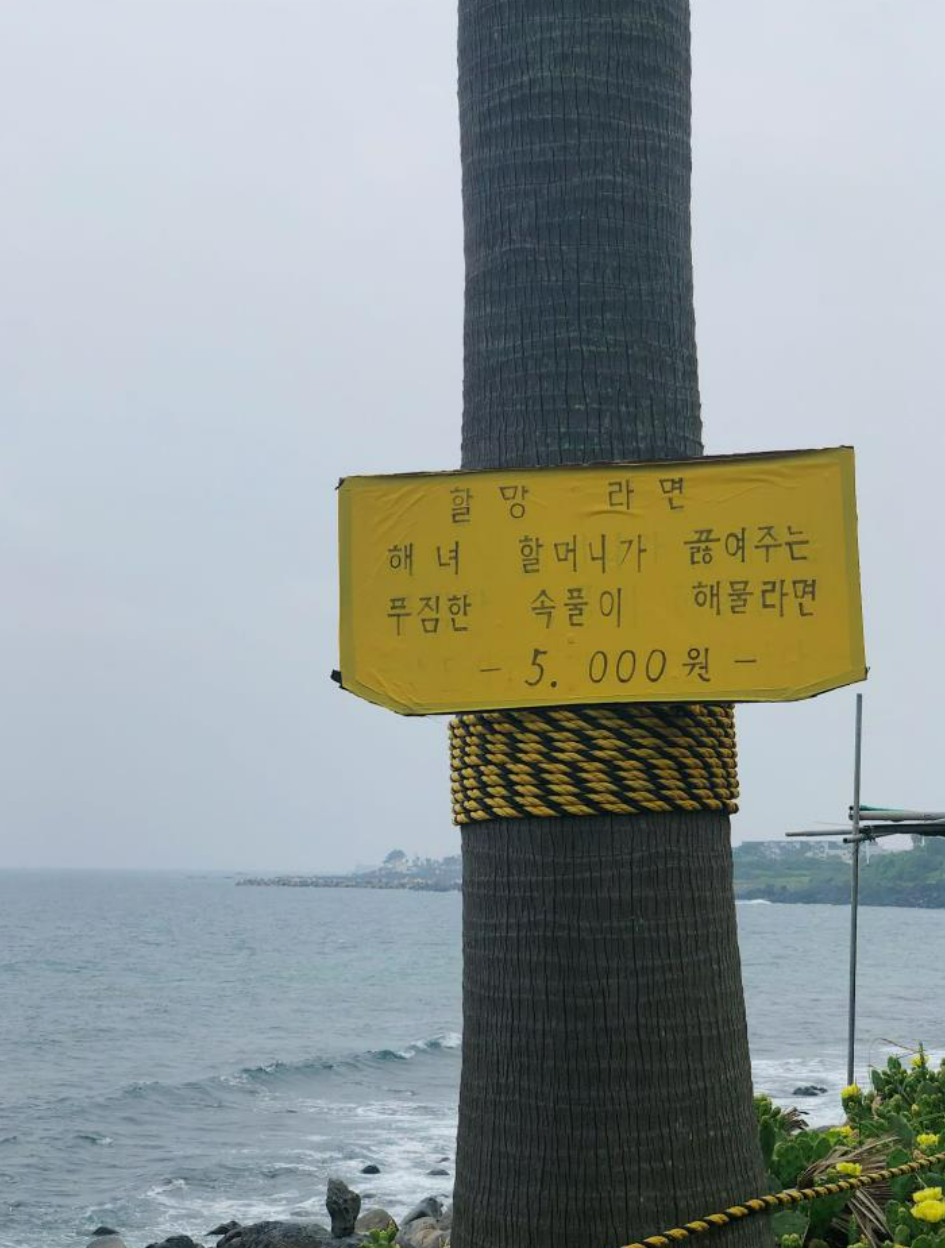 할망 라면
해녀 할머니가 끓여주는
푸짐한 속풀이 해물라면
- 5. 000원 -